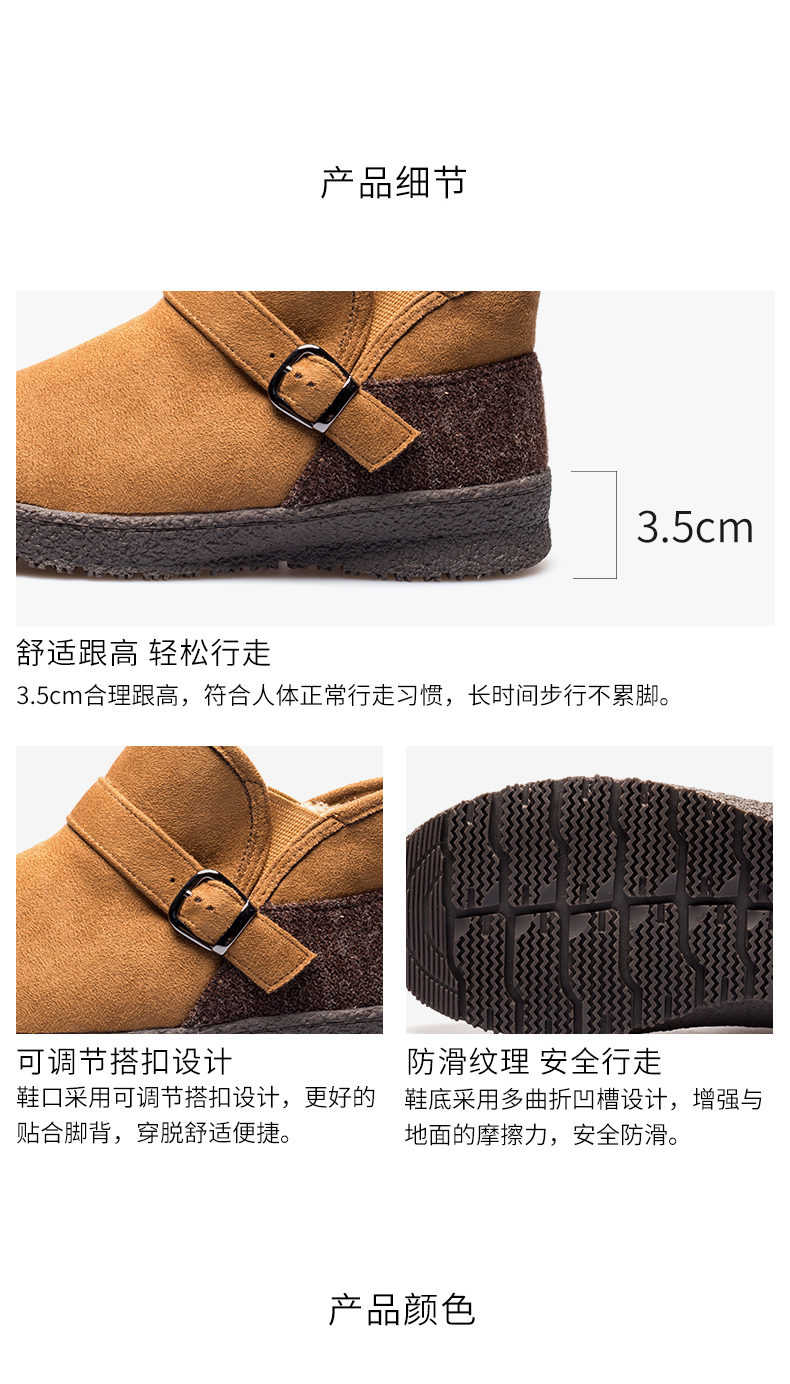 产品细节
3.5cm
舒适跟高 轻松行走
3.5cm合理跟高，符合人体正常行走习惯，长时间步行不累脚。
可调节搭扣设计
鞋口采用可调节搭扣设计，更好的
贴合脚背，穿脱舒适便捷。
防滑纹理 安全行走
鞋底采用多曲折凹槽设计，增强与
地面的摩擦力，安全防滑。
产品颜色